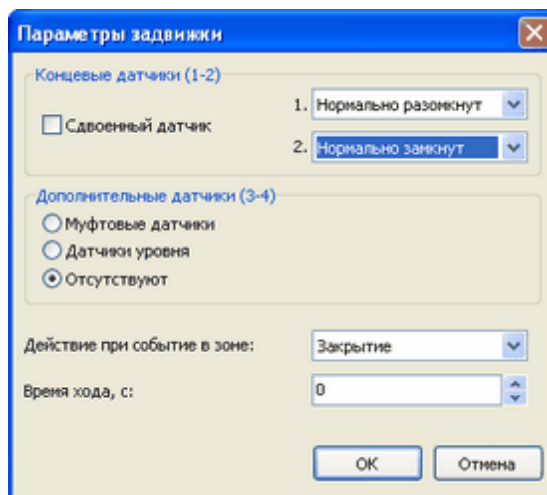 Параметры задвижки
Концевые датчики (1-2)
Сдвоенный датчик
1. Нормально разомкнут
2. Нормально замкнут
Дополнительные датчики (3-4)
Муфтовые датчики
Датчики уровня
Отсутствуют
Действие при событие в зоне: Закрытие
Время хода, с: 0
OK Отмена